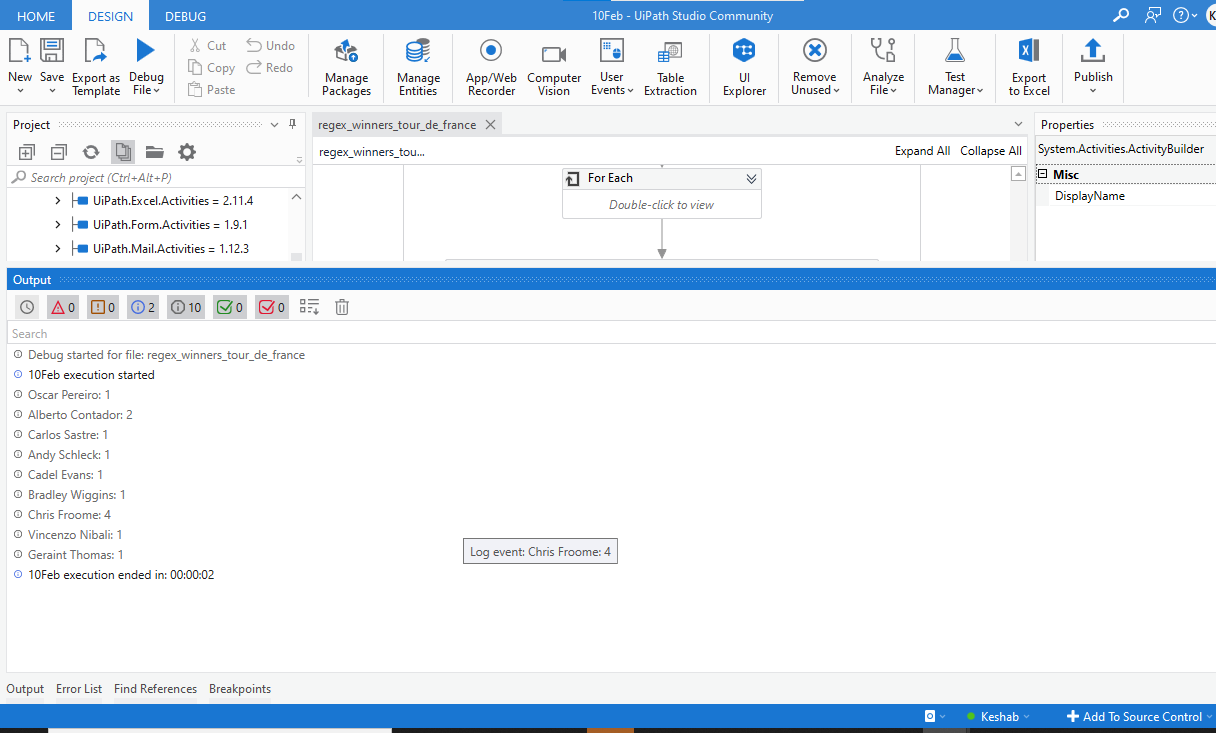 HOME DESIGN DEBUG 10Feb - UiPath Studio Community K
New Save Export as Template Debug File Cut Copy Paste Undo Redo Manage Packages Manage Entities App/Web Recorder Computer Vision User Events Table Extraction UI Explorer Remove Unused Analyze File Test Manager Export to Excel Publish
Project
Search project (Ctrl+Alt+P)
UiPath.Excel.Activities = 2.11.4
UiPath.Form.Activities = 1.9.1
UiPath.Mail.Activities = 1.12.3
regex_winners_tour_de_france
regex_winners_tou... Expand All Collapse All
For Each
Double-click to view
Properties
System.Activities.ActivityBuilder
Misc
DisplayName
Output
0 0 2 10 0 0
Search
Debug started for file: regex_winners_tour_de_france
10Feb execution started
Oscar Pereiro: 1
Alberto Contador: 2
Carlos Sastre: 1
Andy Schleck: 1
Cadel Evans: 1
Bradley Wiggins: 1
Chris Froome: 4
Vincenzo Nibali: 1
Log event: Chris Froome: 4
Geraint Thomas: 1
10Feb execution ended in: 00:00:02
Output Error List Find References Breakpoints
Keshab Add To Source Control